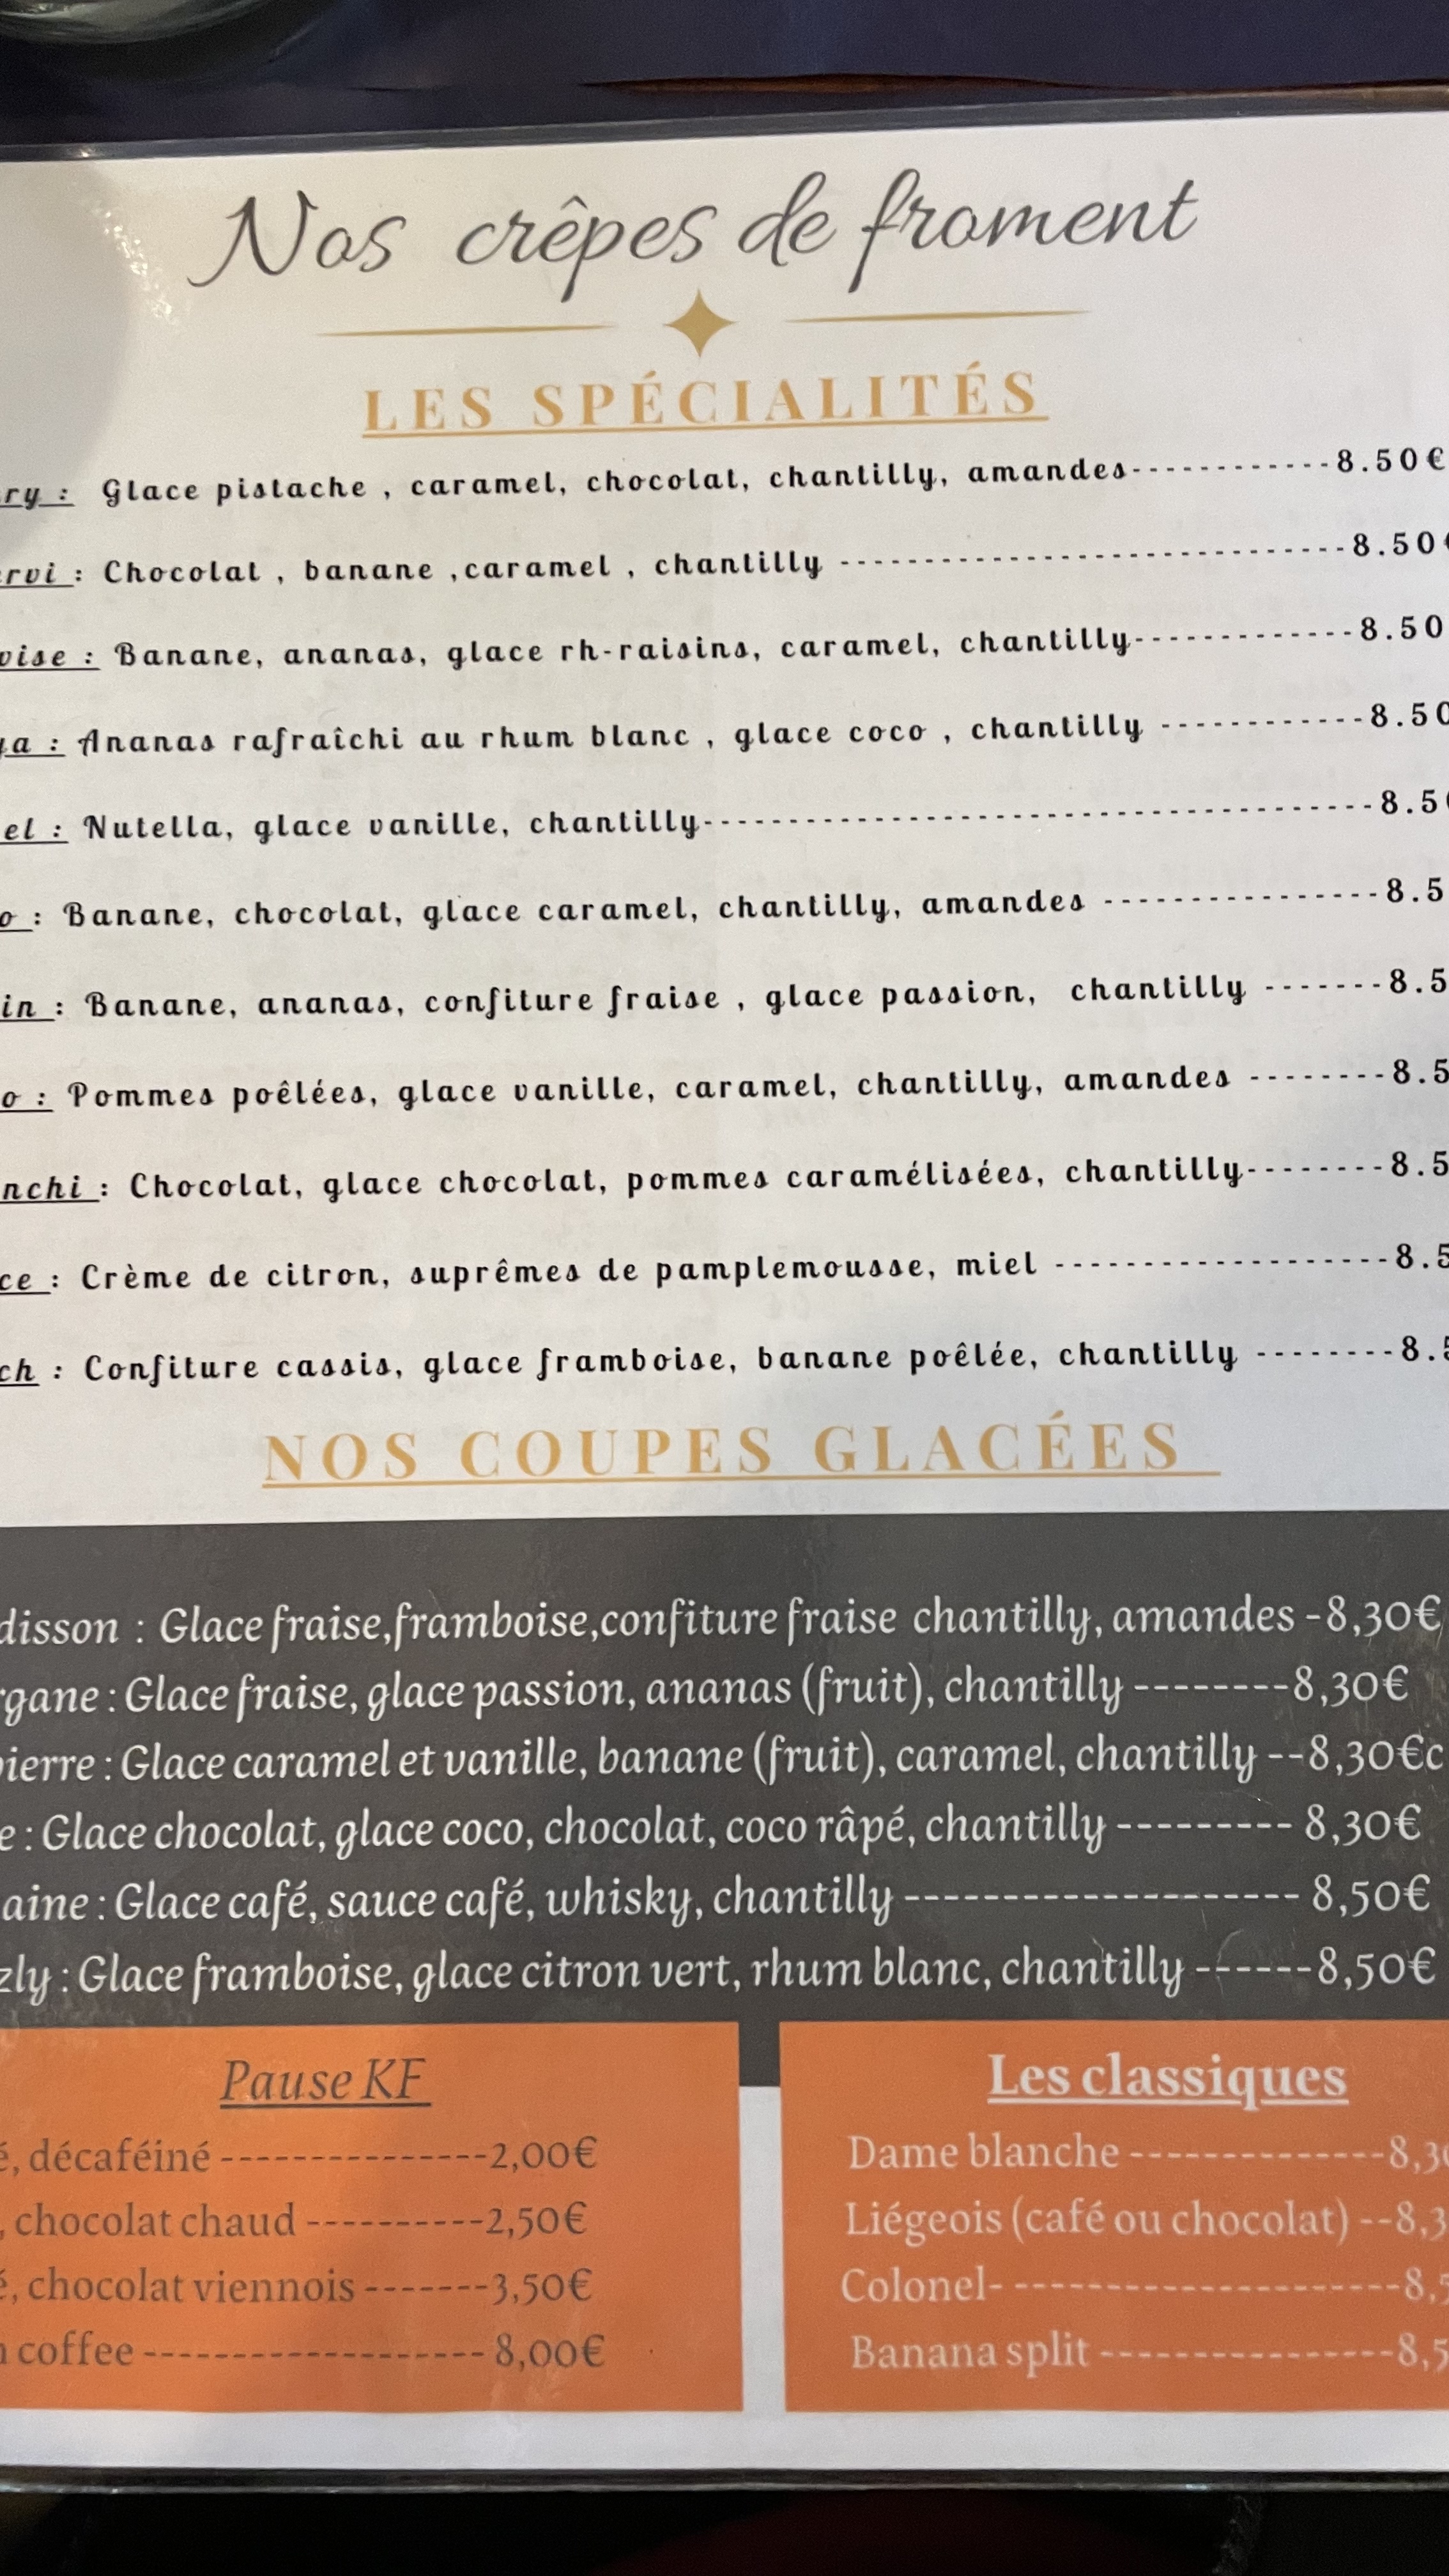 Nos crêpes de froment
LES SPÉCIALITÉS
ry : Glace pistache , caramel, chocolat, chantilly, amandes------------8.50€
rvi : Chocolat , banane ,caramel , chantilly ------------------------------8.50
vise : Banane, ananas, glace rh-raisins, caramel, chantilly-------------8.50
ya : Ananas rafraîchi au rhum blanc , glace coco , chantilly ------------8.50
el : Nutella, glace vanille, chantilly---------------------------------------8.5
o : Banane, chocolat, glace caramel, chantilly, amandes ----------------8.5
in : Banane, ananas, confiture fraise , glace passion, chantilly -------8.5
o : Pommes poêlées, glace vanille, caramel, chantilly, amandes --------8.5
nchi : Chocolat, glace chocolat, pommes caramélisées, chantilly--------8.5
ce : Crème de citron, suprêmes de pamplemousse, miel -------------------8.5
ch : Confiture cassis, glace framboise, banane poêlée, chantilly --------8.5
NOS COUPES GLACÉES
disson : Glace fraise,framboise,confiture fraise chantilly, amandes -8,30€
rgane : Glace fraise, glace passion, ananas (fruit), chantilly --------8,30€
pierre : Glace caramel et vanille, banane (fruit), caramel, chantilly --8,30€c
e : Glace chocolat, glace coco, chocolat, coco râpé, chantilly --------- 8,30€
aine : Glace café, sauce café, whisky, chantilly -------------------- 8,50€
zly : Glace framboise, glace citron vert, rhum blanc, chantilly ------8,50€
Pause KF
é, décaféiné ---------------2,00€
, chocolat chaud ----------2,50€
é, chocolat viennois -------3,50€
coffee ------------------- 8,00€
Les classiques
Dame blanche --------------8,3
Liégeois (café ou chocolat) --8,3
Colonel- ---------------------8,5
Banana split ----------------8,5